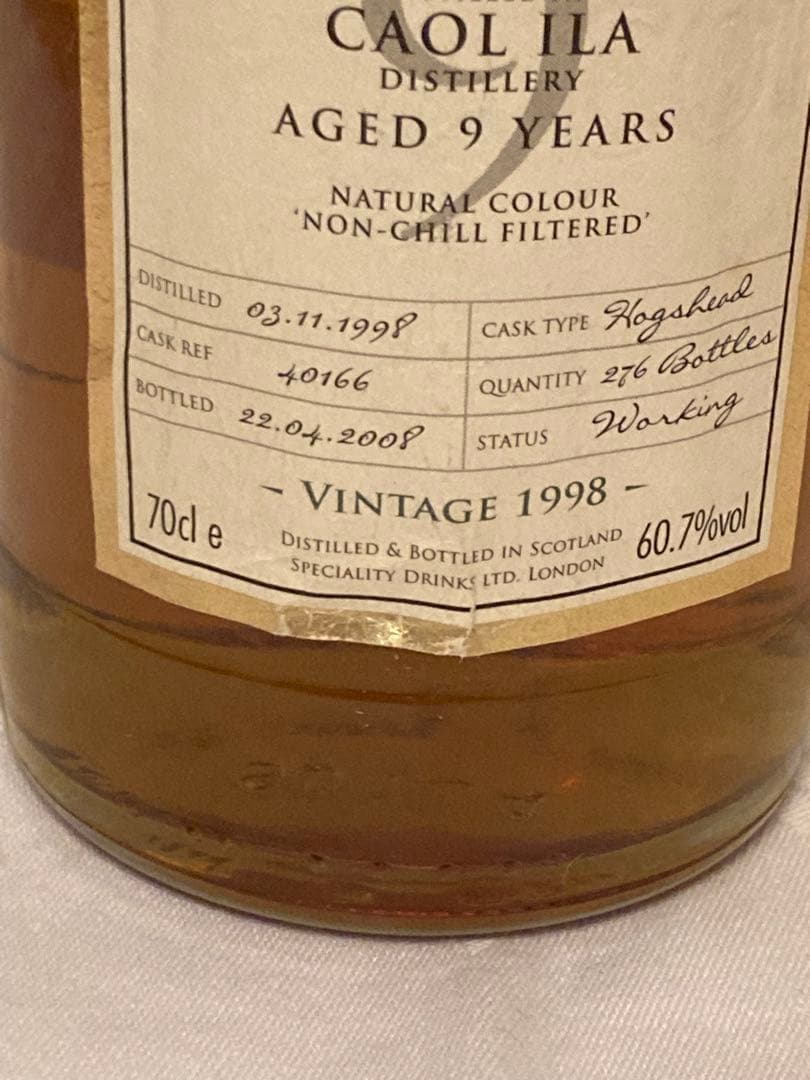 CAOL ILA
DISTILLERY
AGED 9 YEARS
9
NATURAL COLOUR
'NON-CHILL FILTERED'
DISTILLED 03.11.1998 CASK TYPE Hogshead
CASK REF 40166 QUANTITY 276 Bottles
BOTTLED 22.04.2008 STATUS Working
- VINTAGE 1998 -
70cl e DISTILLED & BOTTLED IN SCOTLAND 60.7%vol
SPECIALITY DRINKS LTD. LONDON